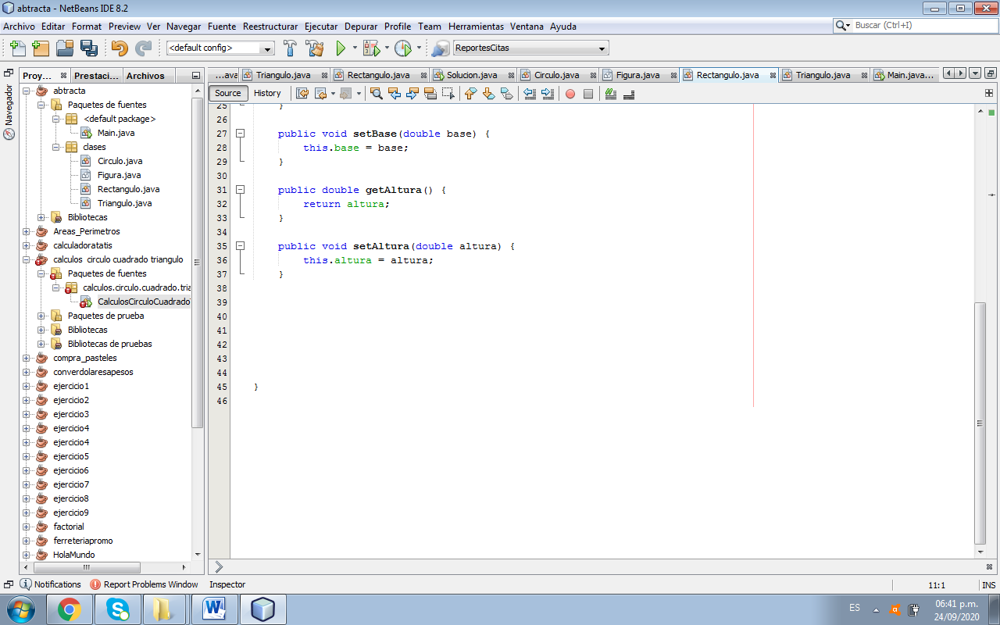 abtracta - NetBeans IDE 8.2
Archivo Editar Format Preview Ver Navegar Fuente Reestructurar Ejecutar Depurar Profile Team Herramientas Ventana Ayuda
Buscar (Ctrl+I)
<default config>
ReportesCitas
Proy...
Prestaci...
Archivos
...ava
Triangulo.java
Rectangulo.java
Solucion.java
Circulo.java
Figura.java
Rectangulo.java
Triangulo.java
Main.java...
Navegador
Source
History
abtracta
Paquetes de fuentes
<default package>
Main.java
clases
Circulo.java
Figura.java
Rectangulo.java
Triangulo.java
Bibliotecas
Areas_Perimetros
calculadoratatis
calculos circulo cuadrado triangulo
Paquetes de fuentes
calculos.circulo.cuadrado.tria
CalculosCirculoCuadrado
Paquetes de prueba
Bibliotecas
Bibliotecas de pruebas
compra_pasteles
converdolaresapesos
ejercicio1
ejercicio2
ejercicio3
ejercicio4
ejercicio4
ejercicio5
ejercicio6
ejercicio7
ejercicio8
ejercicio9
factorial
ferreteriapromo
HolaMundo
25 }
26
27 public void setBase(double base) {
28 this.base = base;
29 }
30
31 public double getAltura() {
32 return altura;
33 }
34
35 public void setAltura(double altura) {
36 this.altura = altura;
37 }
38
39
40
41
42
43
44
45 }
46
Notifications
Report Problems Window
Inspector
11:1
INS
ES
06:41 p.m.
24/09/2020